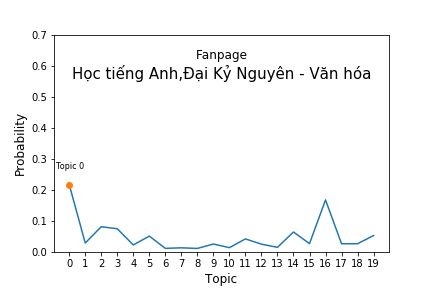 Fanpage
Học tiếng Anh,Đại Kỷ Nguyên - Văn hóa
0.7
0.6
0.5
0.4
0.3
0.2
0.1
0.0
Probability
Topic 0
0 1 2 3 4 5 6 7 8 9 10 11 12 13 14 15 16 17 18 19
Topic